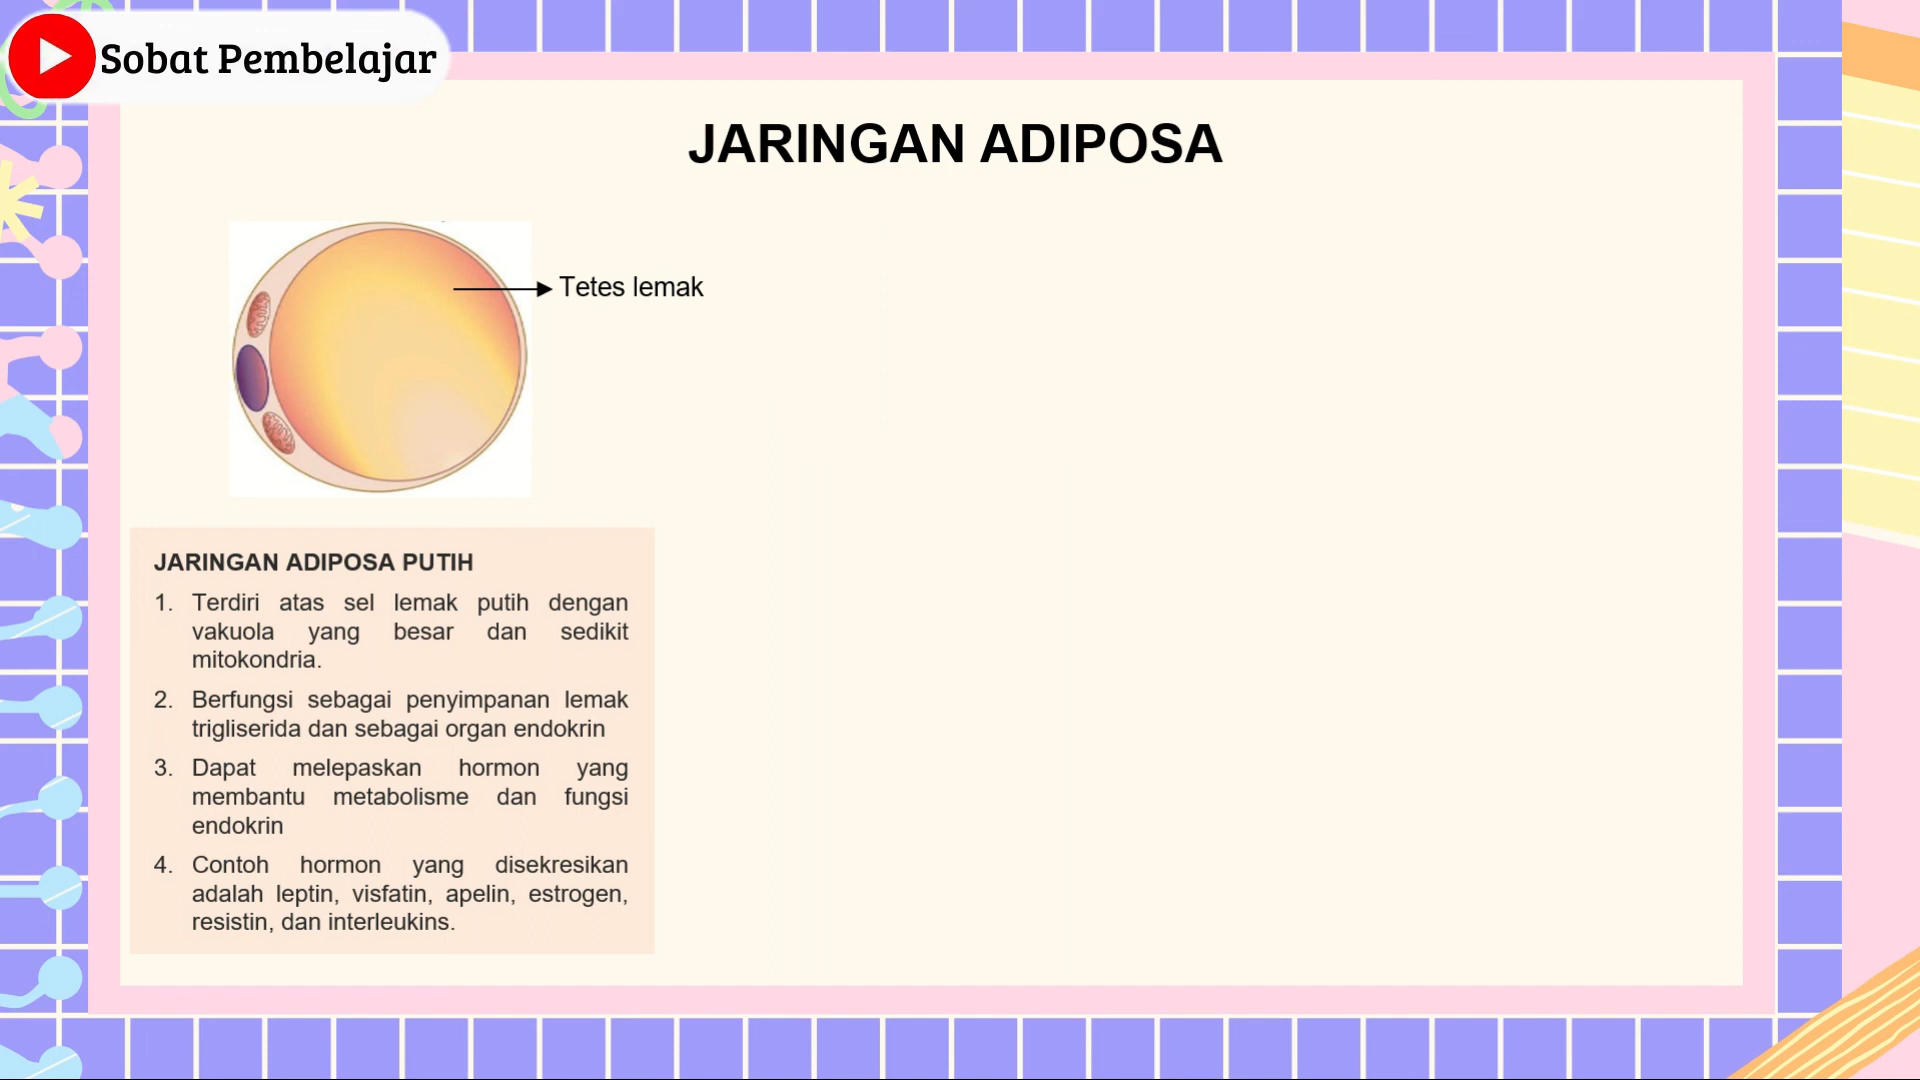 Sobat Pembelajar
JARINGAN ADIPOSA
Tetes lemak
JARINGAN ADIPOSA PUTIH
1. Terdiri atas sel lemak putih dengan
vakuola yang besar dan sedikit
mitokondria.
2. Berfungsi sebagai penyimpanan lemak
trigliserida dan sebagai organ endokrin
3. Dapat melepaskan hormon yang
membantu metabolisme dan fungsi
endokrin
4. Contoh hormon yang disekresikan
adalah leptin, visfatin, apelin, estrogen,
resistin, dan interleukins.